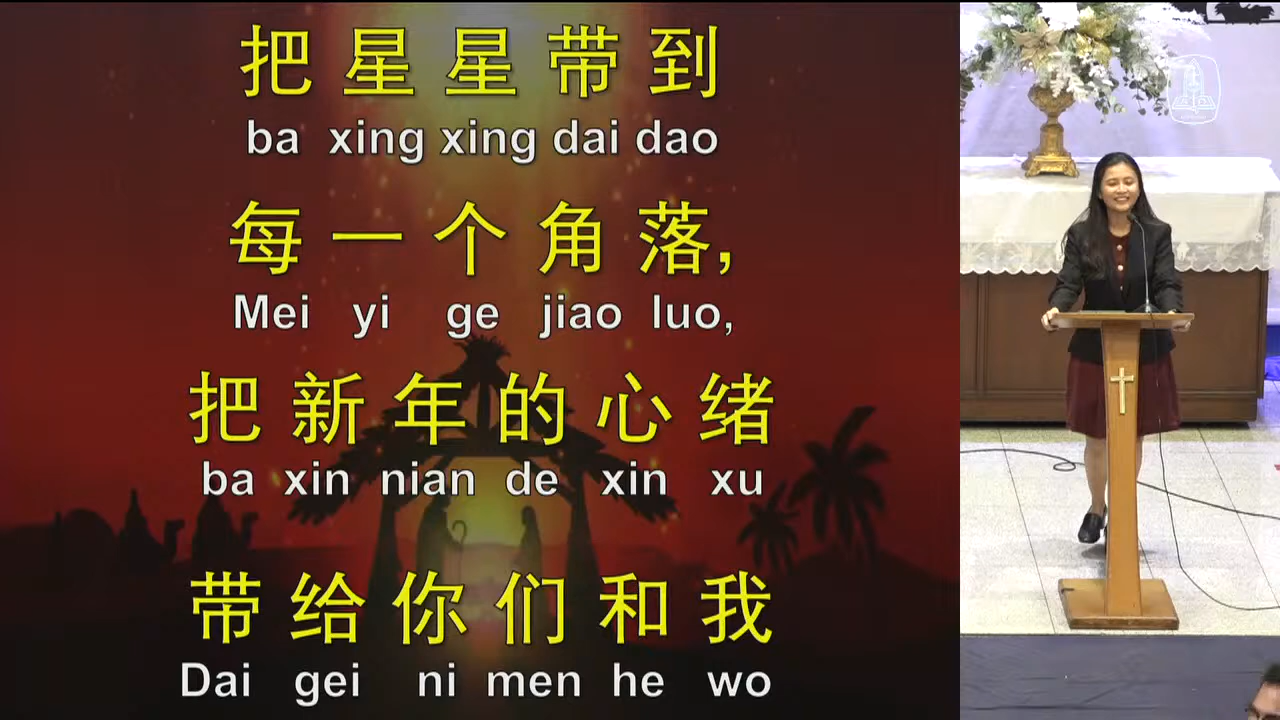 把 星 星 带 到
ba xing xing dai dao
每 一 个 角 落,
Mei yi ge jiao luo,
把 新 年 的 心 绪
ba xin nian de xin xu
带 给 你 们 和 我
Dai gei ni men he wo